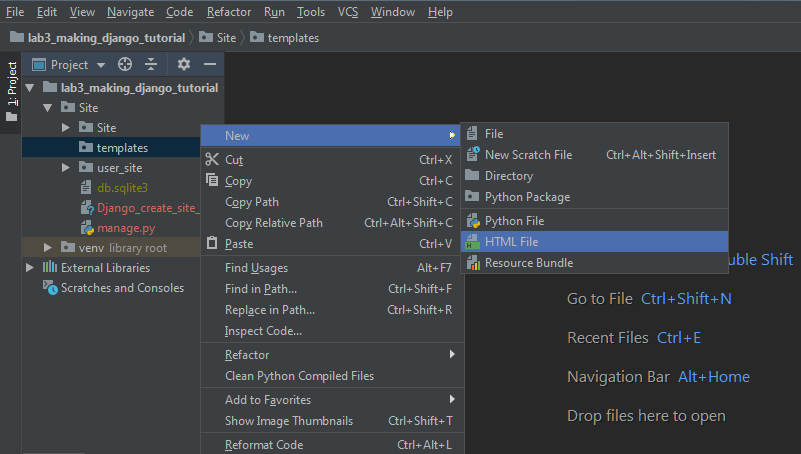 File Edit View Navigate Code Refactor Run Tools VCS Window Help
lab3_making_django_tutorial Site templates
1: Project
Project
lab3_making_django_tutorial
Site
Site
templates
user_site
db.sqlite3
Django_create_site_
manage.py
venv library root
External Libraries
Scratches and Consoles
New
Cut Ctrl+X
Copy Ctrl+C
Copy Path Ctrl+Shift+C
Copy Relative Path Ctrl+Alt+Shift+C
Paste Ctrl+V
Find Usages Alt+F7
Find in Path... Ctrl+Shift+F
Replace in Path... Ctrl+Shift+R
Inspect Code...
Refactor
Clean Python Compiled Files
Add to Favorites
Show Image Thumbnails Ctrl+Shift+T
Reformat Code Ctrl+Alt+L
File
New Scratch File Ctrl+Alt+Shift+Insert
Directory
Python Package
Python File
HTML File
Resource Bundle
uble Shift
Go to File Ctrl+Shift+N
Recent Files Ctrl+E
Navigation Bar Alt+Home
Drop files here to open